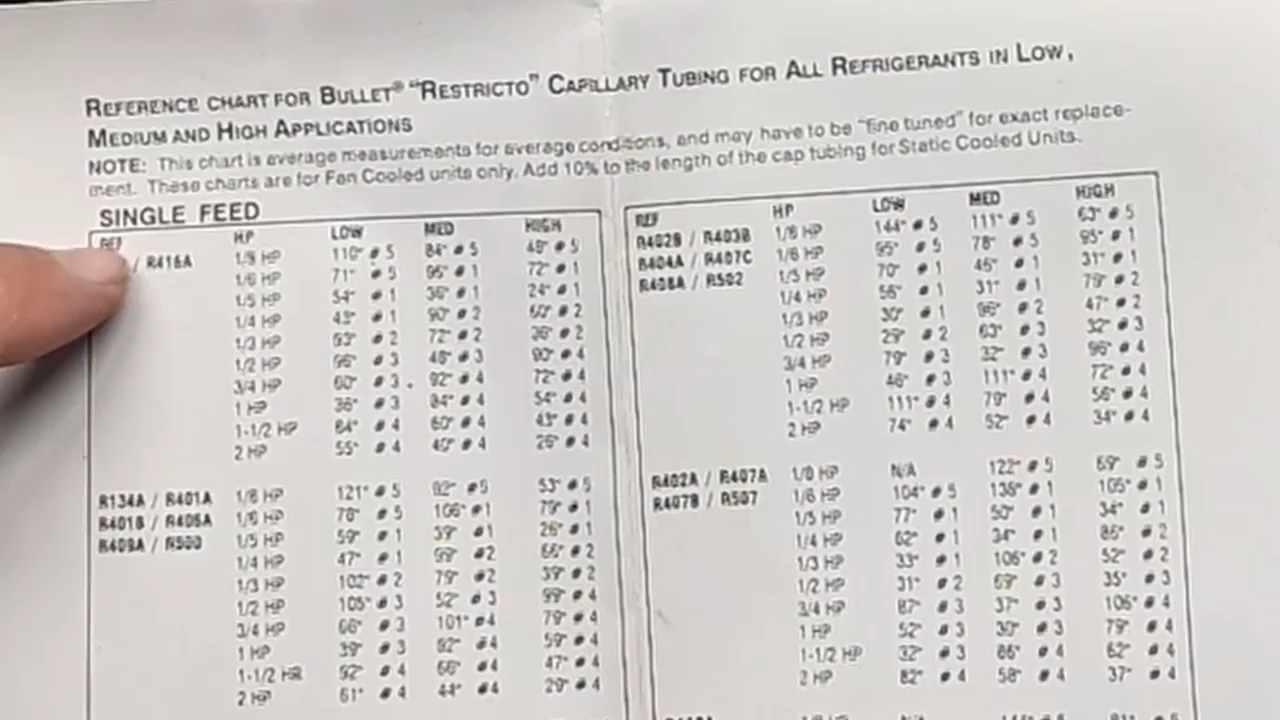 REFERENCE CHART FOR BULLET® "RESTRICTO" CAPILLARY TUBING FOR ALL REFRIGERANTS IN LOW,
MEDIUM AND HIGH APPLICATIONS
NOTE: This chart is average measurements for average conditions, and may have to be "fine tuned" for exact replace-
ment. These charts are for Fan Cooled units only. Add 10% to the length of the cap tubing for Static Cooled Units.
SINGLE FEED
REF HP LOW MED HIGH
/ R416A 1/8 HP 110" #5 84" #5 48" #5
1/6 HP 71" #5 95" #1 72" #1
1/5 HP 54" #1 36" #1 24" #1
1/4 HP 43" #1 90" #2 60" #2
1/3 HP 93" #2 72" #2 36" #2
1/2 HP #3 48" #3 90" #4
3/4 HP 60" #3 92" #4 72" #4
1 HP 36" #3 84" #4 54" #4
1-1/2 HP 84" #4 60" #4 43" #4
2 HP 55" #4 40" #4 26" #4
R134A / R401A 1/8 HP 121" #5 92" #5 53" #5
R401B / R405A 1/6 HP 78" #5 106" #1 79" #1
R409A / R500 1/5 HP 59" #1 39" #1 26" #1
1/4 HP 47" #1 99" #2 66" #2
1/3 HP 102" #2 79" #2 39" #2
1/2 HP 105" #3 52" #3 99" #4
3/4 HP 66" #3 101" #4 79" #4
1 HP 39" #3 92" #4 59" #4
1-1/2 HP 92" #4 66" #4 47" #4
2 HP 61" #4 44" #4 29" #4
REF HP LOW MED HIGH
R402B / R403B 1/8 HP 144" #5 111" #5 63" #5
R404A / R407C 1/6 HP 95" #5 78" #5 95" #1
R408A / R502 1/5 HP 70" #1 45" #1 31" #1
1/4 HP 56" #1 31" #1 79" #2
1/3 HP 30" #1 96" #2 47" #2
1/2 HP 29" #2 63" #3 32" #3
3/4 HP 79" #3 32" #3 96" #4
1 HP 46" #3 111" #4 72" #4
1-1/2 HP 111" #4 79" #4 56" #4
2 HP 74" #4 52" #4 34" #4
R402A / R407A 1/8 HP N/A 122" #5 69" #5
R407B / R507 1/6 HP 104" #5 135" #1 105" #1
1/5 HP 77" #1 50" #1 34" #1
1/4 HP 62" #1 34" #1 86" #2
1/3 HP 33" #1 106" #2 52" #2
1/2 HP 31" #2 69" #3 35" #3
3/4 HP 87" #3 37" #3 106" #4
1 HP 52" #3 30" #3 79" #4
1-1/2 HP 32" #3 86" #4 62" #4
2 HP 82" #4 58" #4 37" #4